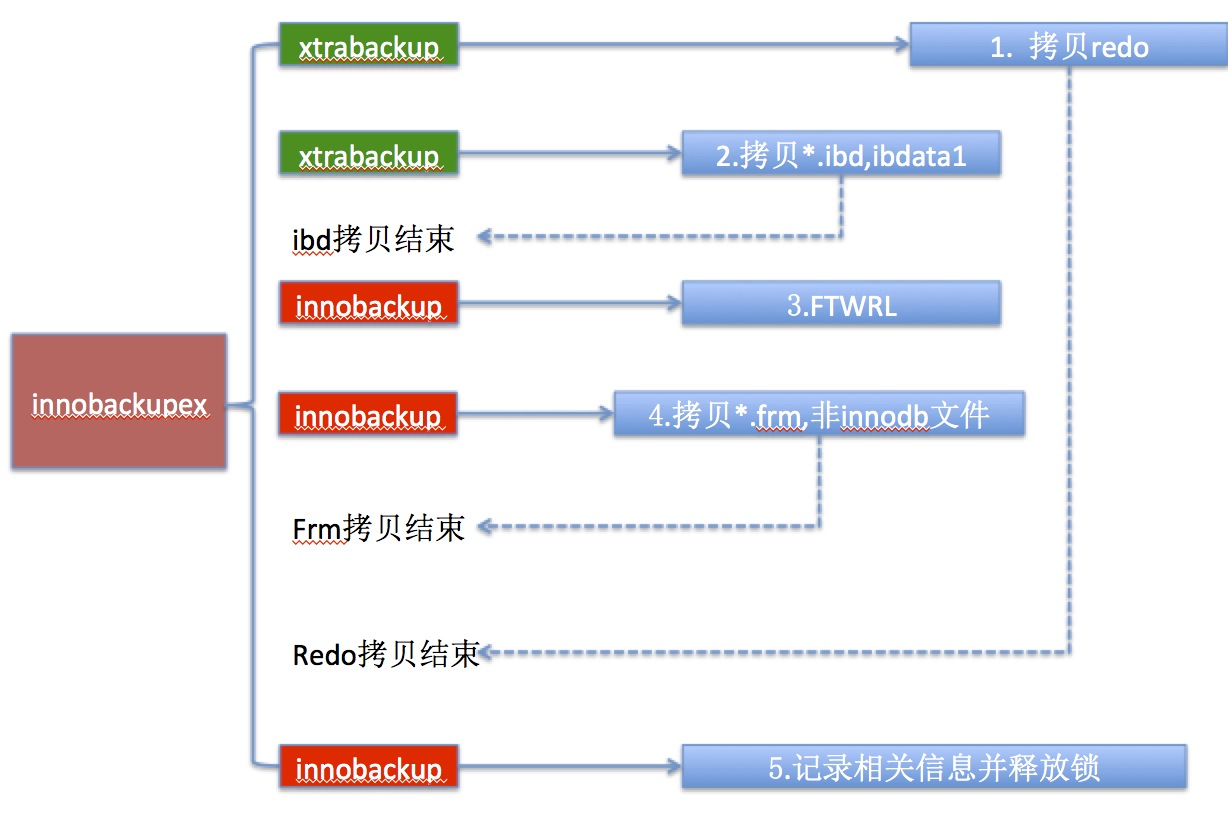 xtrabackup
1. 拷贝redo
xtrabackup
2.拷贝*.ibd,ibdata1
ibd拷贝结束
innobackup
3.FTWRL
innobackupex
innobackup
4.拷贝*.frm,非innodb文件
Frm拷贝结束
Redo拷贝结束
innobackup
5.记录相关信息并释放锁